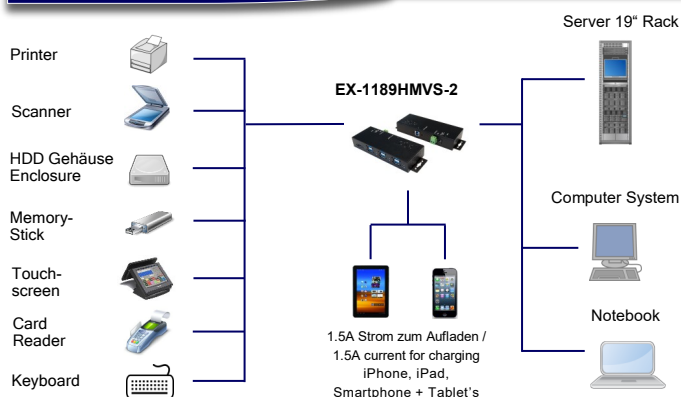 Printer
Scanner
HDD Gehäuse
Enclosure
Memory-
Stick
Touch-
screen
Card
Reader
Keyboard
EX-1189HMVS-2
1.5A Strom zum Aufladen /
1.5A current for charging
iPhone, iPad,
Smartphone + Tablet's
Server 19“ Rack
Computer System
Notebook